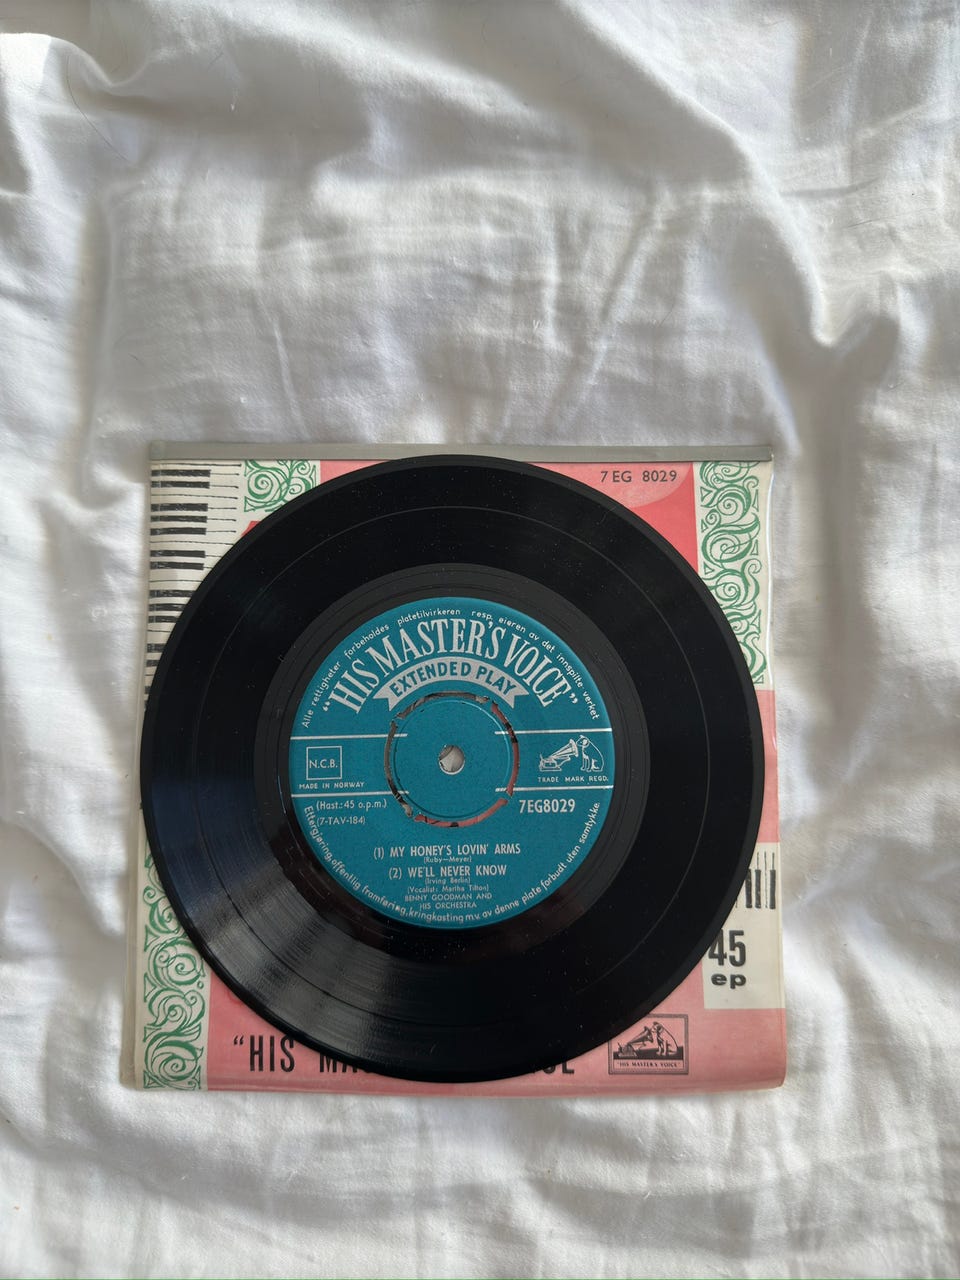 7 EG 8029
Alle rettigheter forbeholdes platetilvirkeren resp. eieren av det innspilte verket
"HIS MASTER'S VOICE"
EXTENDED PLAY
N.C.B.
MADE IN NORWAY
TRADE MARK REGD.
(Hast.: 45 o.p.m.)
7EG8029
(7-TAV-184)
(1) MY HONEY'S LOVIN' ARMS
(Ruby—Meyer)
(2) WE'LL NEVER KNOW
(Irving Berlin)
(Vocalist: Martha Tilton)
BENNY GOODMAN AND
HIS ORCHESTRA
Ettergjøring, offentlig framføring, kringkasting m.v. av denne plate forbudt uten samtykke.
45
ep
"HIS
"HIS MASTER'S VOICE"